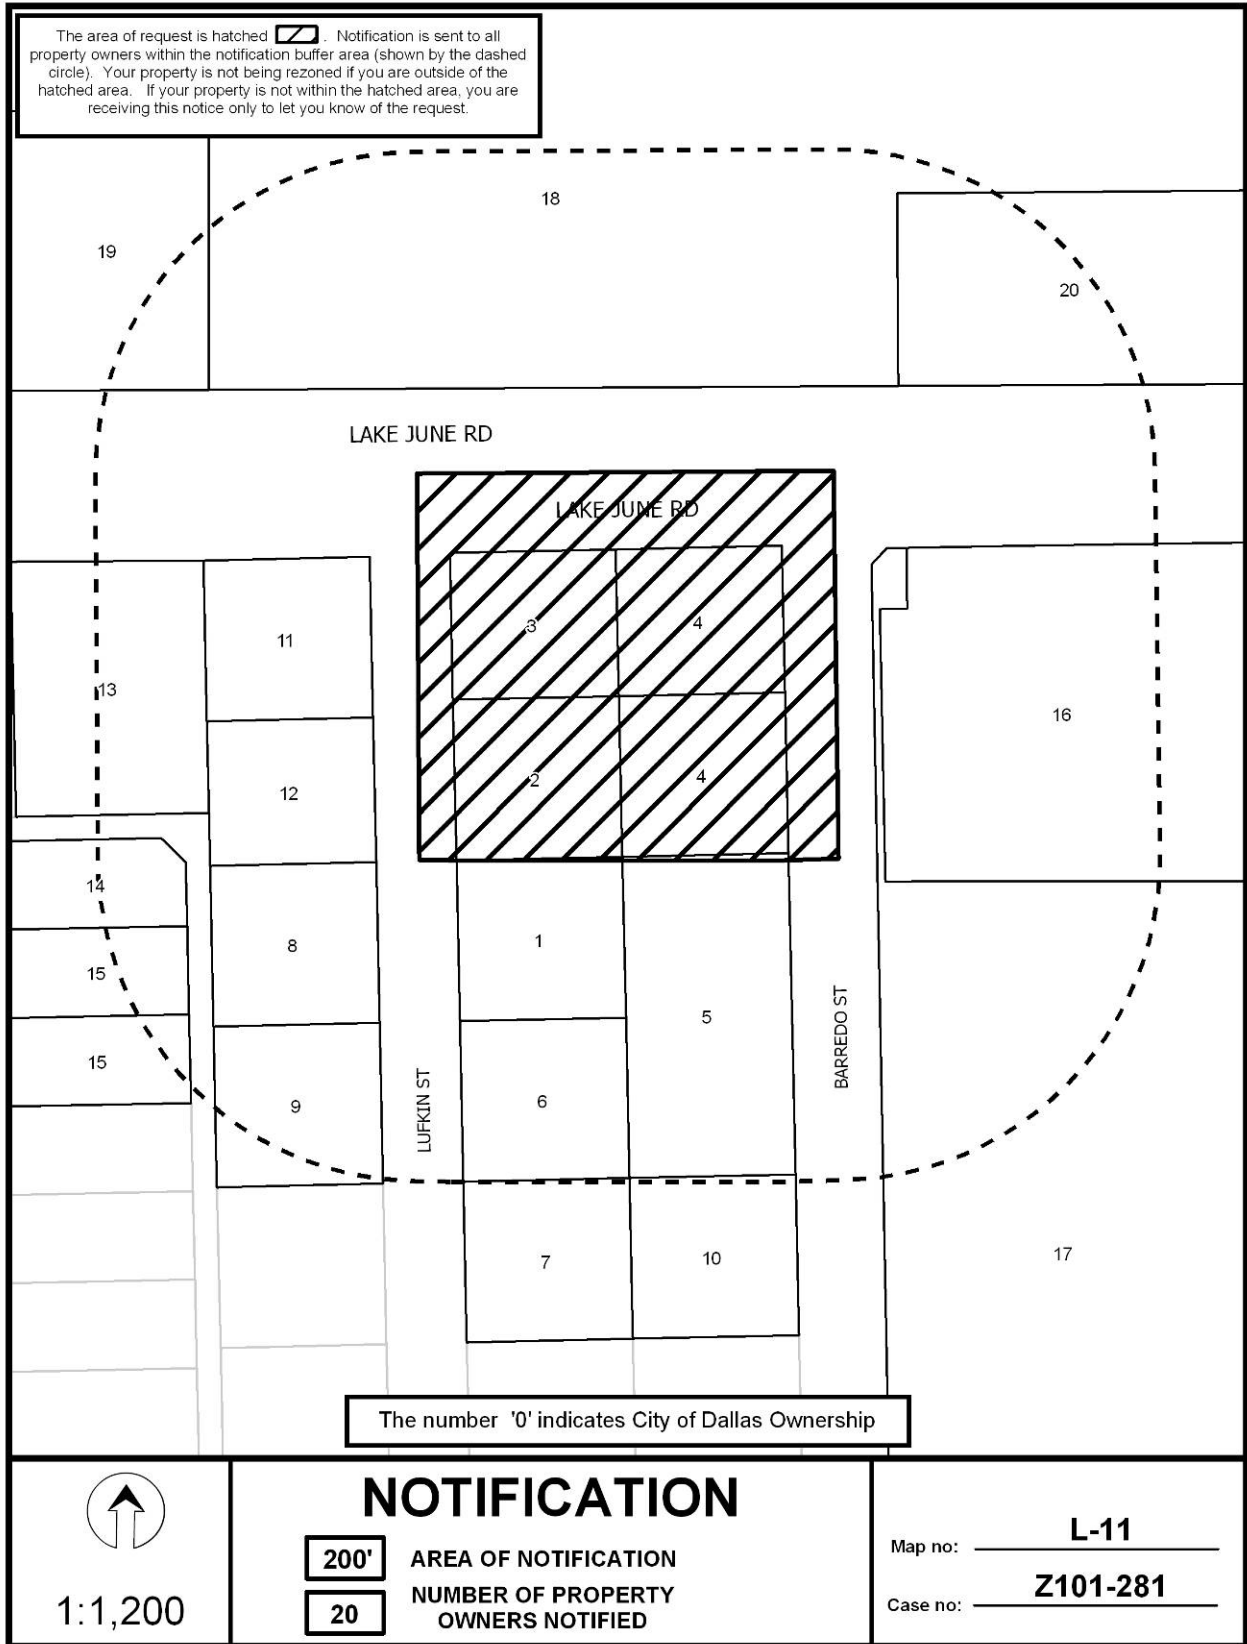 The area of request is hatched . Notification is sent to all
property owners within the notification buffer area (shown by the dashed
circle). Your property is not being rezoned if you are outside of the
hatched area. If your property is not within the hatched area, you are
receiving this notice only to let you know of the request.
18
19
20
LAKE JUNE RD
LAKE JUNE RD
3
4
11
13
16
2
4
12
14
1
8
15
5
BARREDO ST
15
9
LUFKIN ST
6
7
10
17
The number '0' indicates City of Dallas Ownership
1:1,200
NOTIFICATION
200' AREA OF NOTIFICATION
20 NUMBER OF PROPERTY
OWNERS NOTIFIED
Map no: L-11
Case no: Z101-281